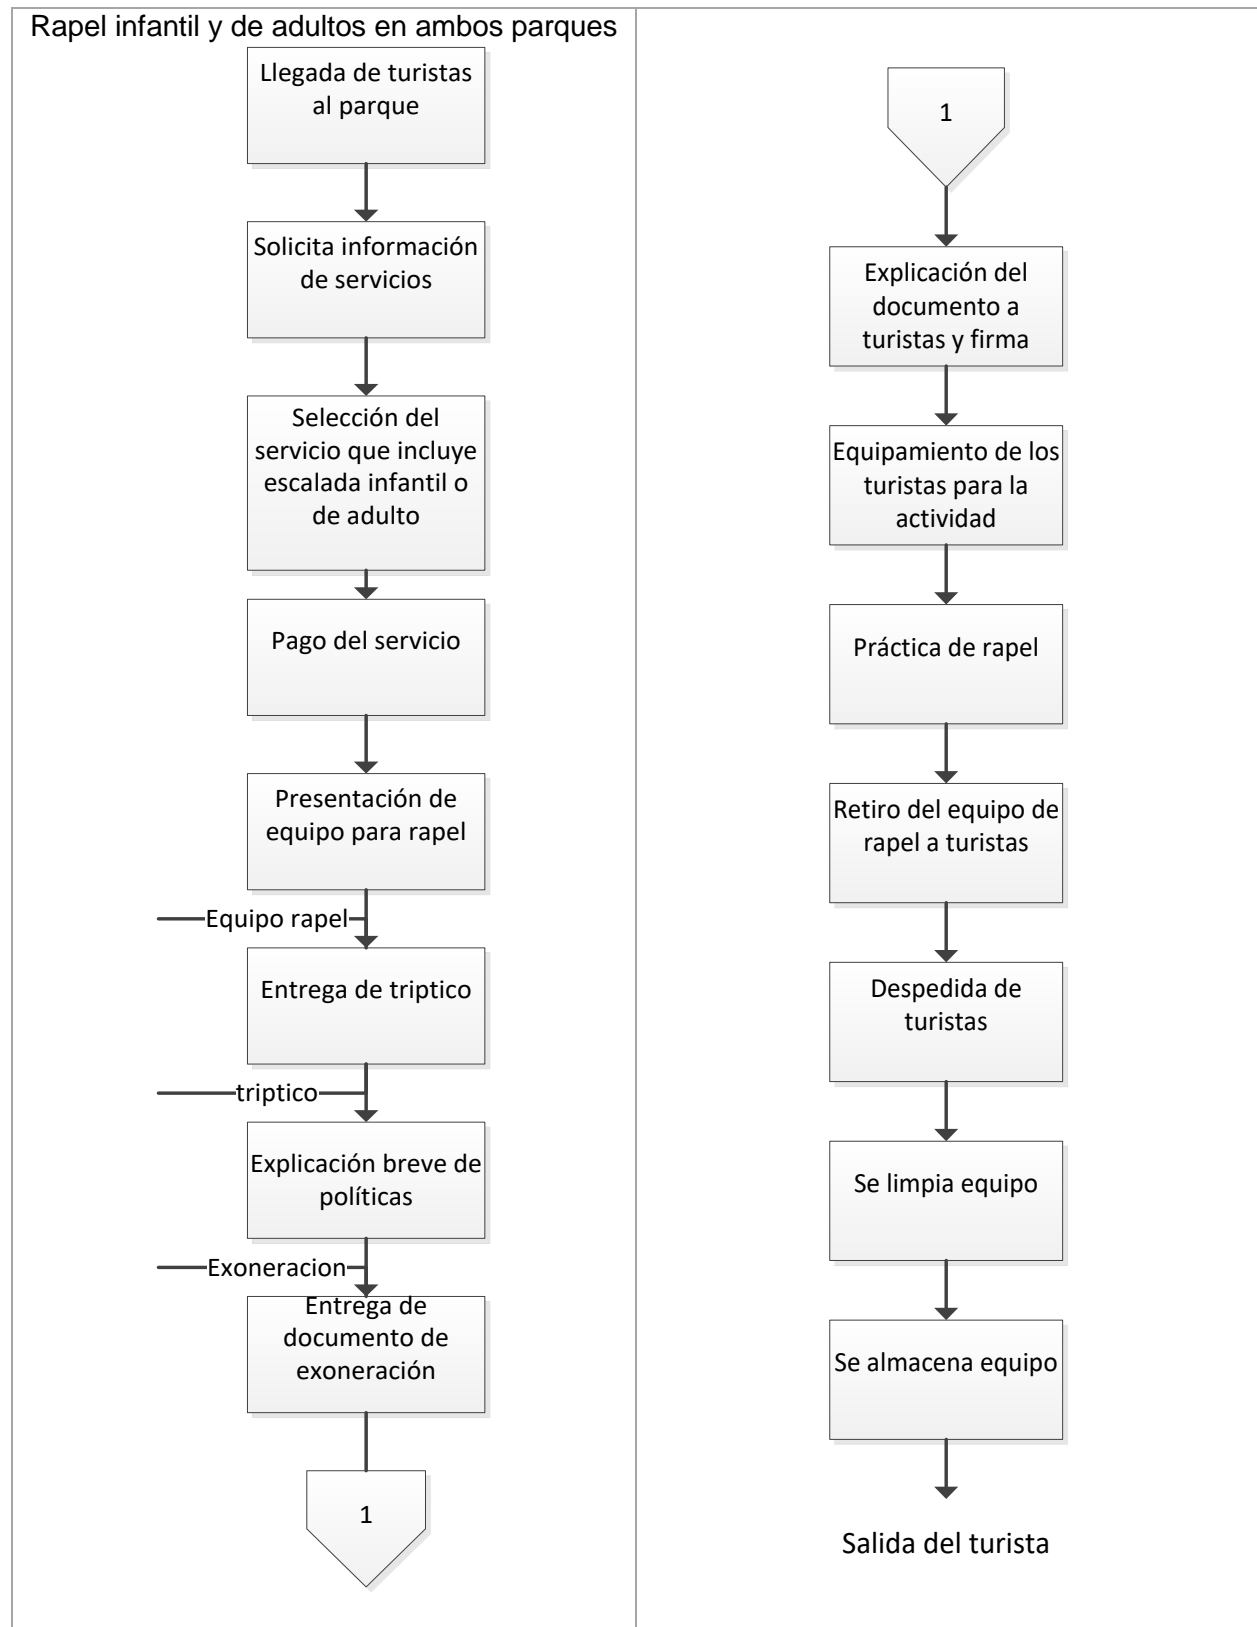 Rapel infantil y de adultos en ambos parques
Llegada de turistas
al parque
Solicita información
de servicios
Selección del
servicio que incluye
escalada infantil o
de adulto
Pago del servicio
Presentación de
equipo para rapel
Equipo rapel
Entrega de triptico
triptico
Explicación breve de
políticas
Exoneracion
Entrega de
documento de
exoneración
1
1
Explicación del
documento a
turistas y firma
Equipamiento de los
turistas para la
actividad
Práctica de rapel
Retiro del equipo de
rapel a turistas
Despedida de
turistas
Se limpia equipo
Se almacena equipo
Salida del turista